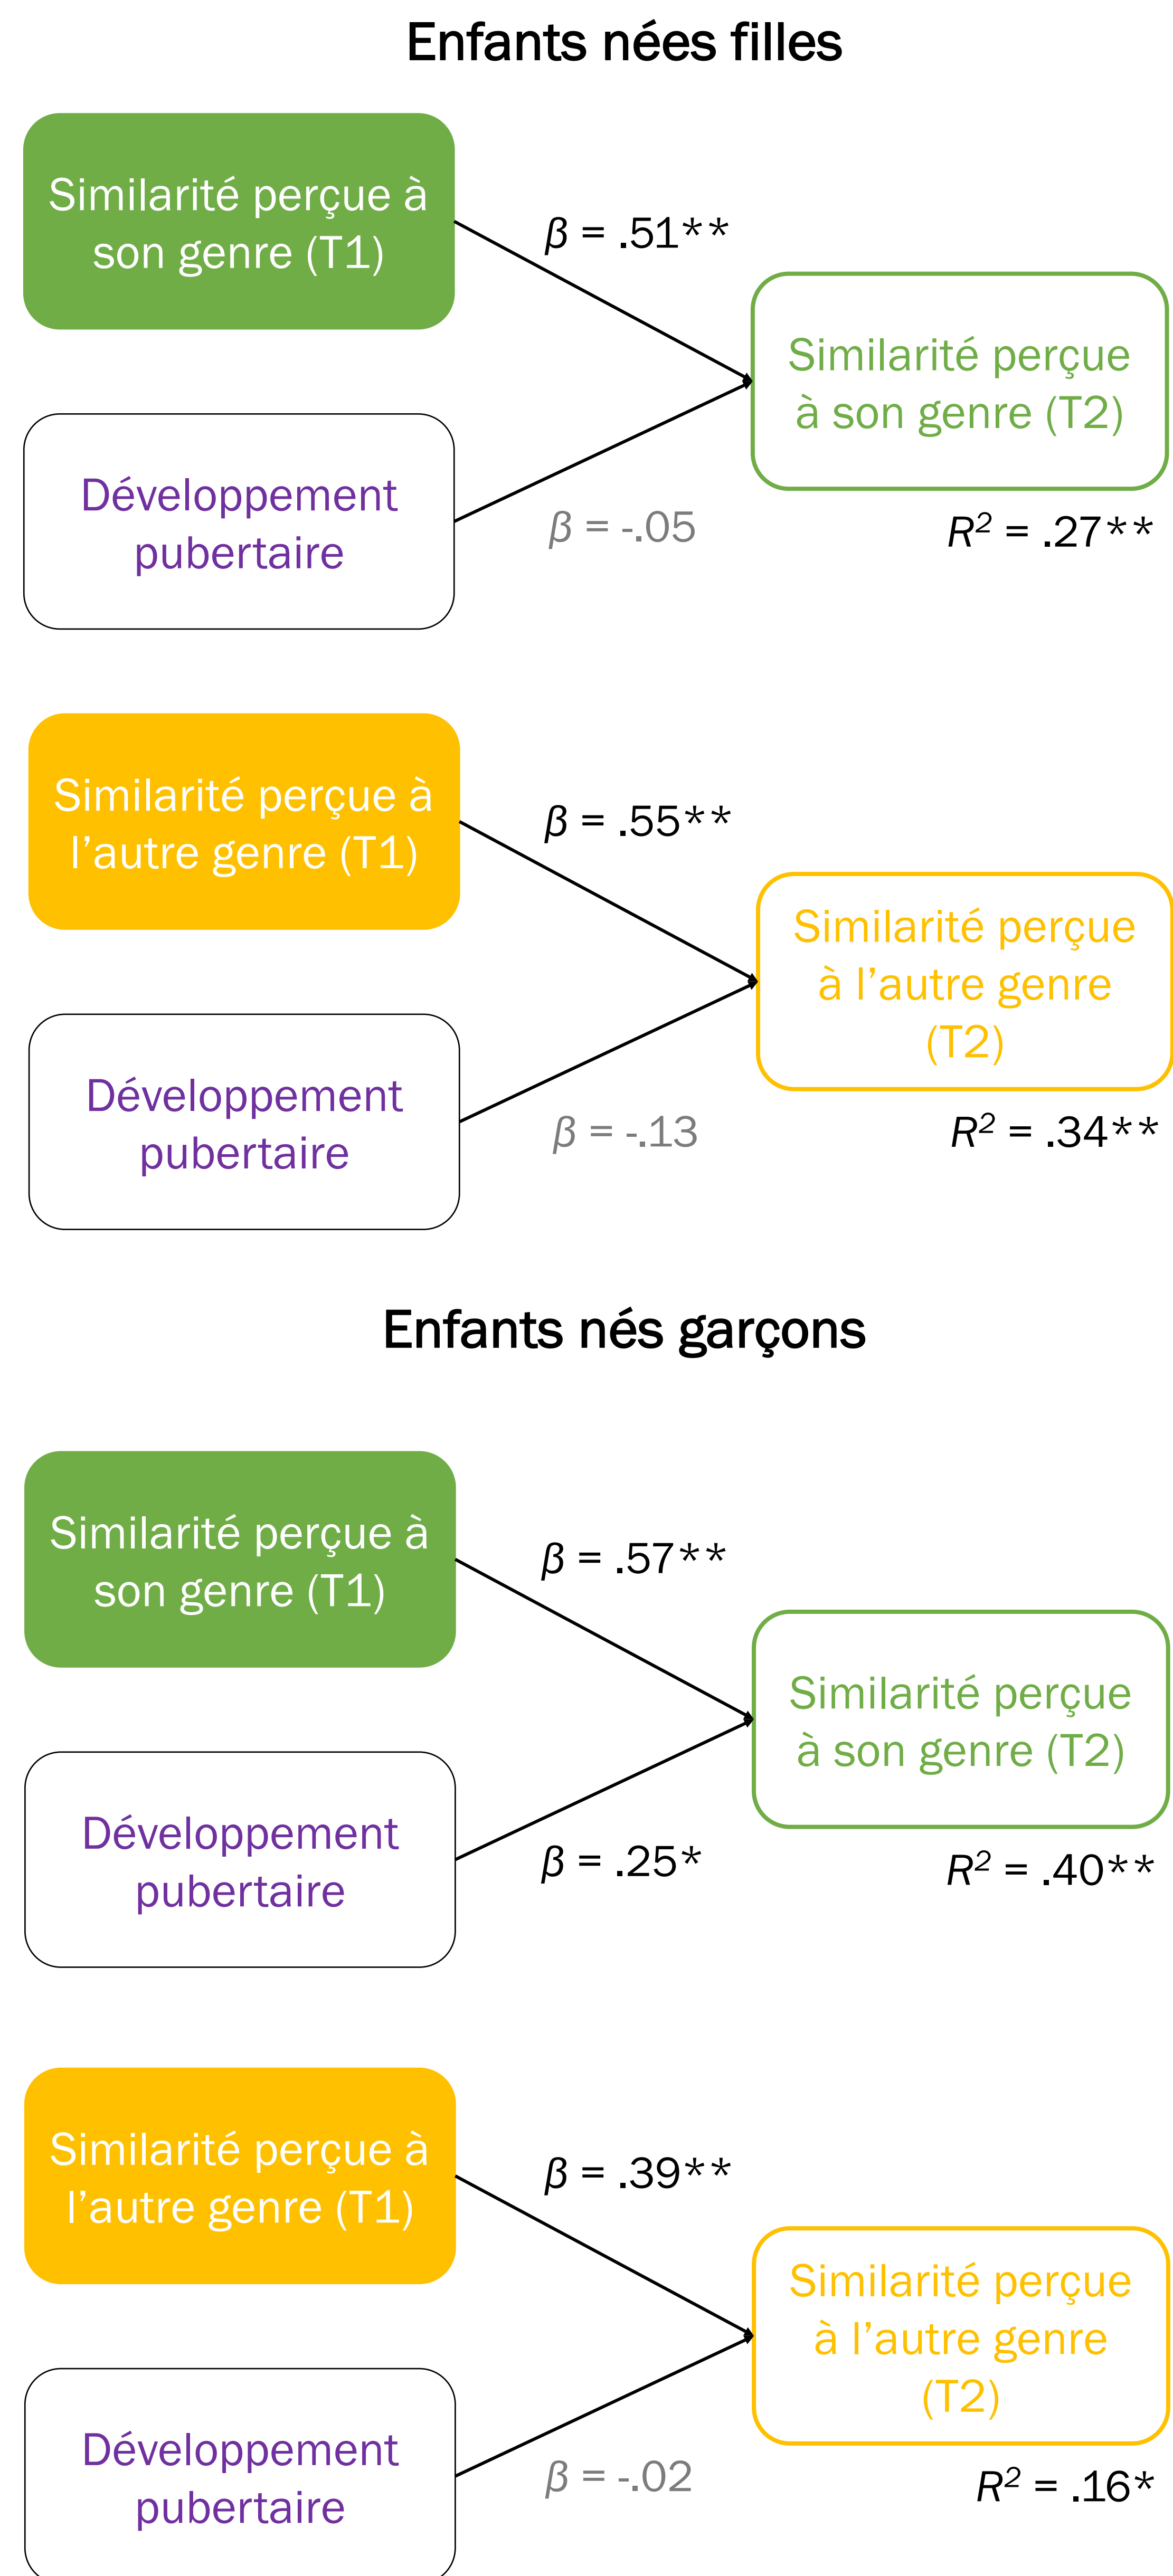 Enfants nées filles
Similarité perçue à
son genre (T1)
β = .51**
Similarité perçue
à son genre (T2)
Développement
pubertaire
β = -.05
R² = .27**
Similarité perçue à
l’autre genre (T1)
β = .55**
Similarité perçue
à l’autre genre
(T2)
Développement
pubertaire
β = -.13
R² = .34**
Enfants nés garçons
Similarité perçue à
son genre (T1)
β = .57**
Similarité perçue
à son genre (T2)
Développement
pubertaire
β = .25*
R² = .40**
Similarité perçue à
l’autre genre (T1)
β = .39**
Similarité perçue
à l’autre genre
(T2)
Développement
pubertaire
β = -.02
R² = .16*